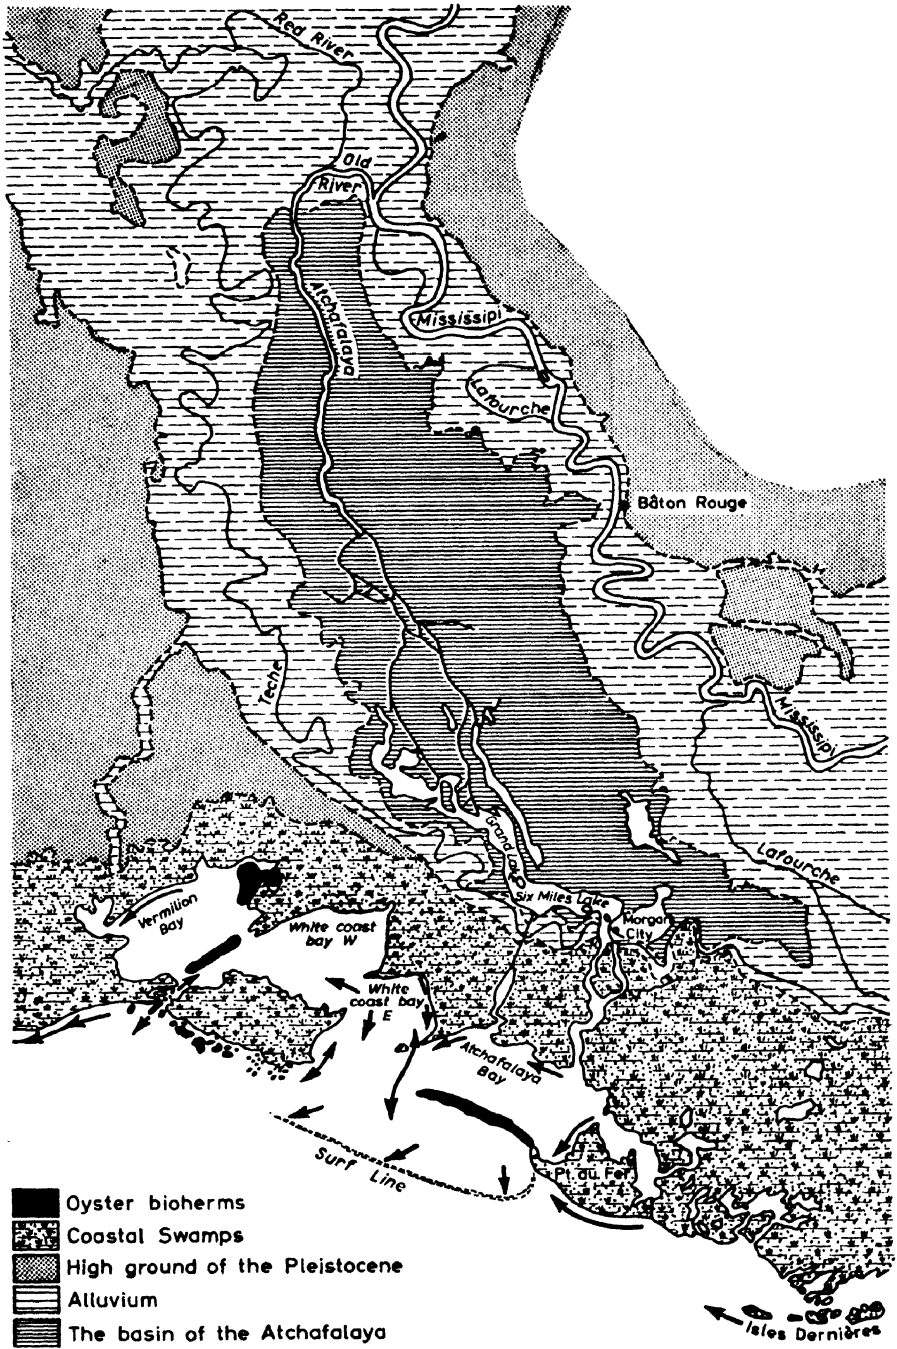 Red River
Old
River
Atchafalaya
Mississipi
Lafourche
Bâton Rouge
Teche
Mississipi
Grand Lake
Lafourche
Six Miles Lake
Morgan
City
Vermilion
Bay
White coast
bay W
White
coast bay
E
Atchafalaya
Bay
Surf Line
Pt. au Fer
Oyster bioherms
Coastal Swamps
High ground of the Pleistocene
Alluvium
The basin of the Atchafalaya
Isles Dernières